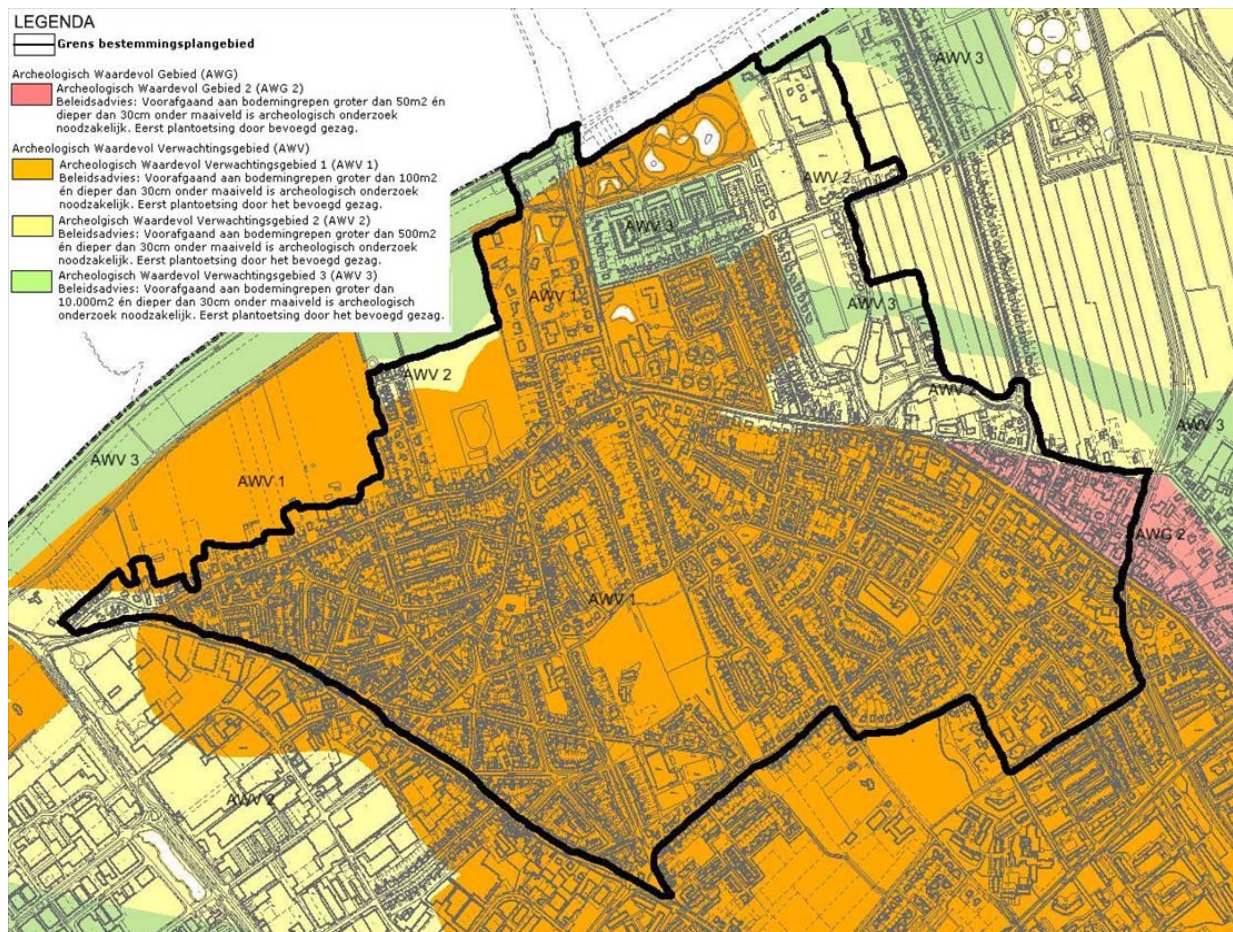 LEGENDA
Grens bestemmingsplangebied
Archeologisch Waardevol Gebied (AWG)
Archeologisch Waardevol Gebied 2 (AWG 2)
Beleidsadvies: Voorafgaand aan bodemingrepen groter dan 50m2 én
dieper dan 30cm onder maaiveld is archeologisch onderzoek
noodzakelijk. Eerst plantoetsing door bevoegd gezag.
Archeologisch Waardevol Verwachtingsgebied (AWV)
Archeologisch Waardevol Verwachtingsgebied 1 (AWV 1)
Beleidsadvies: Voorafgaand aan bodemingrepen groter dan 100m2
én dieper dan 30cm onder maaiveld is archeologisch onderzoek
noodzakelijk. Eerst plantoetsing door het bevoegd gezag.
Archeolgisch Waardevol Verwachtingsgebied 2 (AWV 2)
Beleidsadvies: Voorafgaand aan bodemingrepen groter dan 500m2
én dieper dan 30cm onder maaiveld is archeologisch onderzoek
noodzakelijk. Eerst plantoetsing door het bevoegd gezag.
Archeologisch Waardevol Verwachtingsgebied 3 (AWV 3)
Beleidsadvies: Voorafgaand aan bodemingrepen groter dan
10.000m2 én dieper dan 30cm onder maaiveld is archeologisch
onderzoek noodzakelijk. Eerst plantoetsing door het bevoegd gezag.
AWV 3
AWV 2
AWV 3
AWV 1
AWV 3
AWV 2
AWV 2
AWV 3
AWV 3
AWV 1
AWG 2
AWV 1
AWV 2